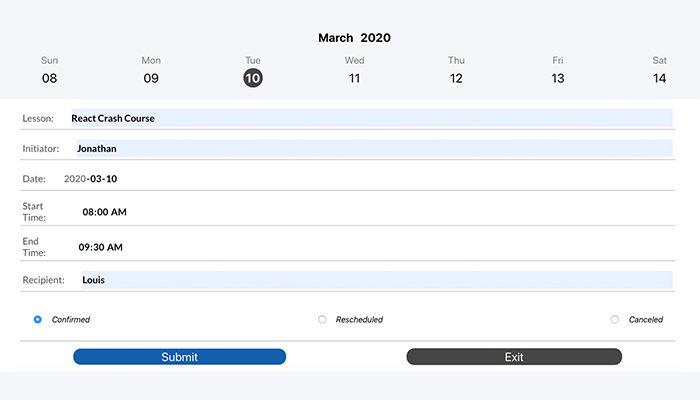 March 2020
Sun Mon Tue Wed Thu Fri Sat
08 09 10 11 12 13 14
Lesson: React Crash Course
Initiator: Jonathan
Date: 2020-03-10
Start
Time: 08:00 AM
End
Time: 09:30 AM
Recipient: Louis
Confirmed Rescheduled Canceled
Submit Exit